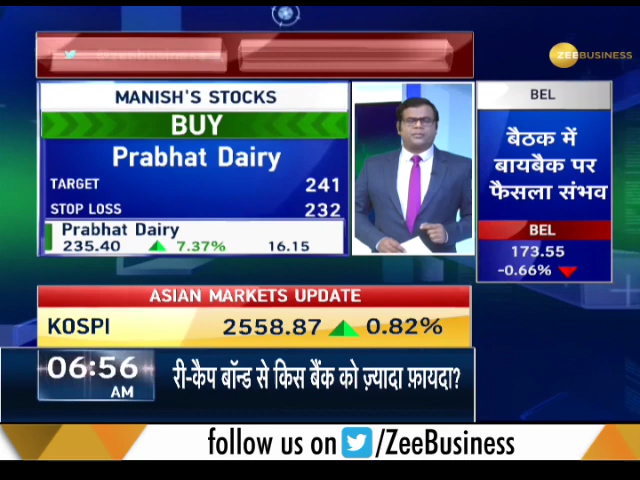 ZEEBUSINESS
MANISH'S STOCKS
BUY
Prabhat Dairy
TARGET 241
STOP LOSS 232
Prabhat Dairy
235.40 7.37% 16.15
BEL
बैठक में
बायबैक पर
फैसला संभव
BEL
173.55
-0.66%
ASIAN MARKETS UPDATE
KOSPI 2558.87 0.82%
06:56
AM
री-कैप बॉन्ड से किस बैंक को ज़्यादा फ़ायदा?
follow us on /ZeeBusiness